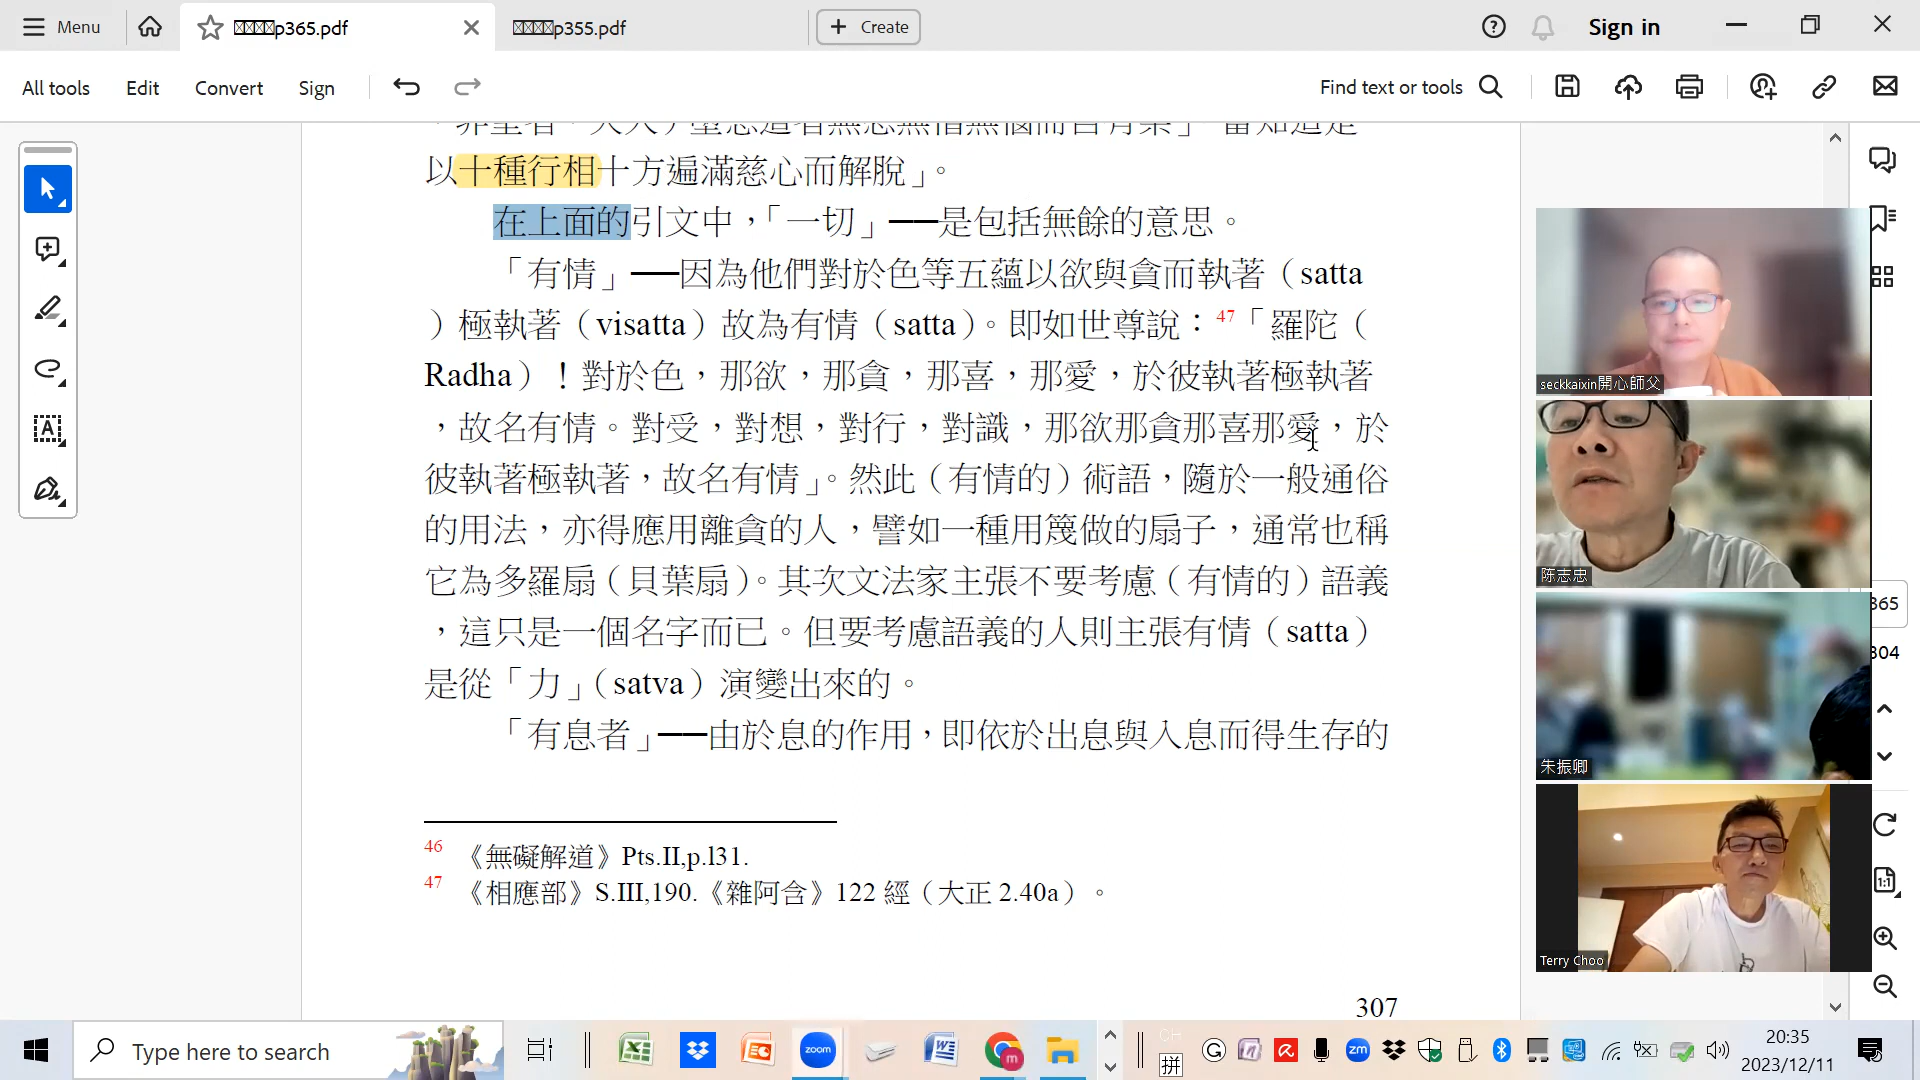 Menu
p365.pdf
p355.pdf
Create
Sign in
All tools
Edit
Convert
Sign
Find text or tools
以十種行相十方遍滿慈心而解脫」。
在上面的引文中，「一切」──是包括無餘的意思。
「有情」──因為他們對於色等五蘊以欲與貪而執著（satta
）極執著（visatta）故為有情（satta）。即如世尊說：47「羅陀（
Radha）！對於色，那欲，那貪，那喜，那愛，於彼執著極執著
，故名有情。對受，對想，對行，對識，那欲那貪那喜那愛，於
彼執著極執著，故名有情」。然此（有情的）術語，隨於一般通俗
的用法，亦得應用離貪的人，譬如一種用篾做的扇子，通常也稱
它為多羅扇（貝葉扇）。其次文法家主張不要考慮（有情的）語義
，這只是一個名字而已。但要考慮語義的人則主張有情（satta）
是從「力」（satva）演變出來的。
「有息者」──由於息的作用，即依於出息與入息而得生存的
46 《無礙解道》Pts.II,p.l31.
47 《相應部》S.III,190.《雜阿含》122 經（大正 2.40a）。
307
seckkaixin開心師父
陈志忠
朱振卿
Terry Choo
365
304
Type here to search
zoom
拼
20:35
2023/12/11